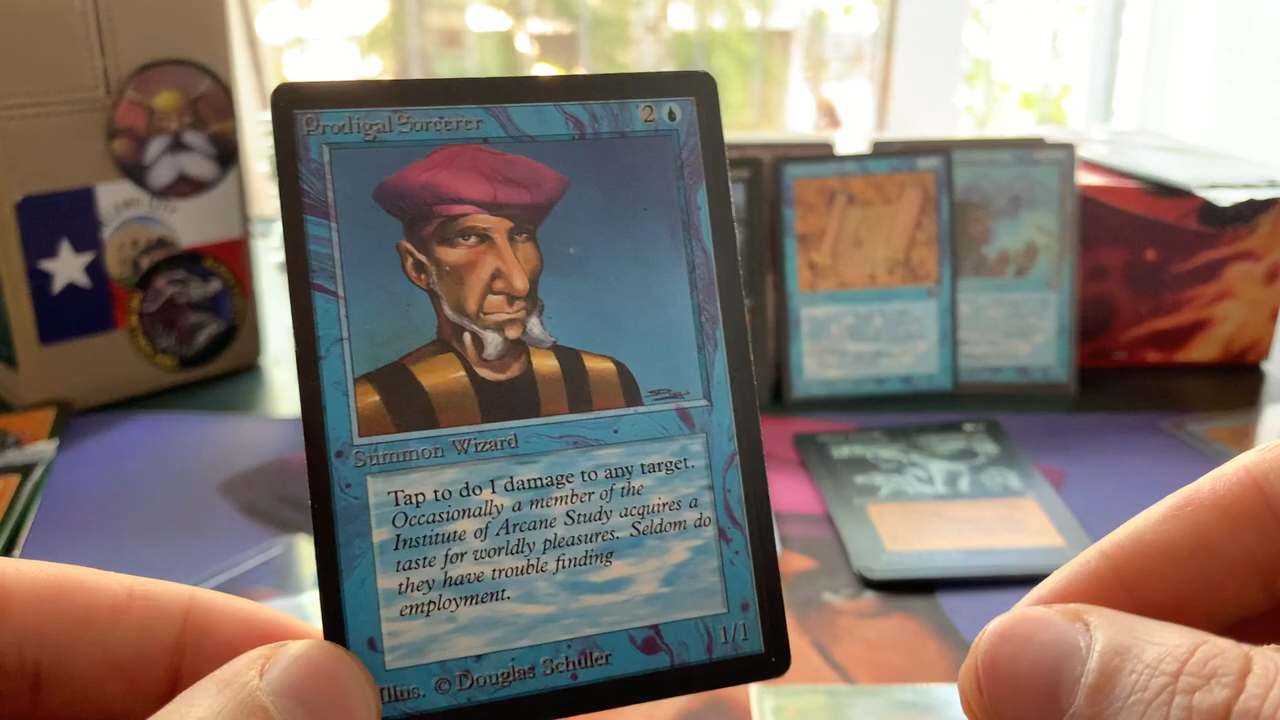 Prodigal Sorcerer 2
Summon Wizard
Tap to do 1 damage to any target.
Occasionally a member of the
Institute of Arcane Study acquires a
taste for worldly pleasures. Seldom do
they have trouble finding
employment.
1/1
Illus. © Douglas Schuler